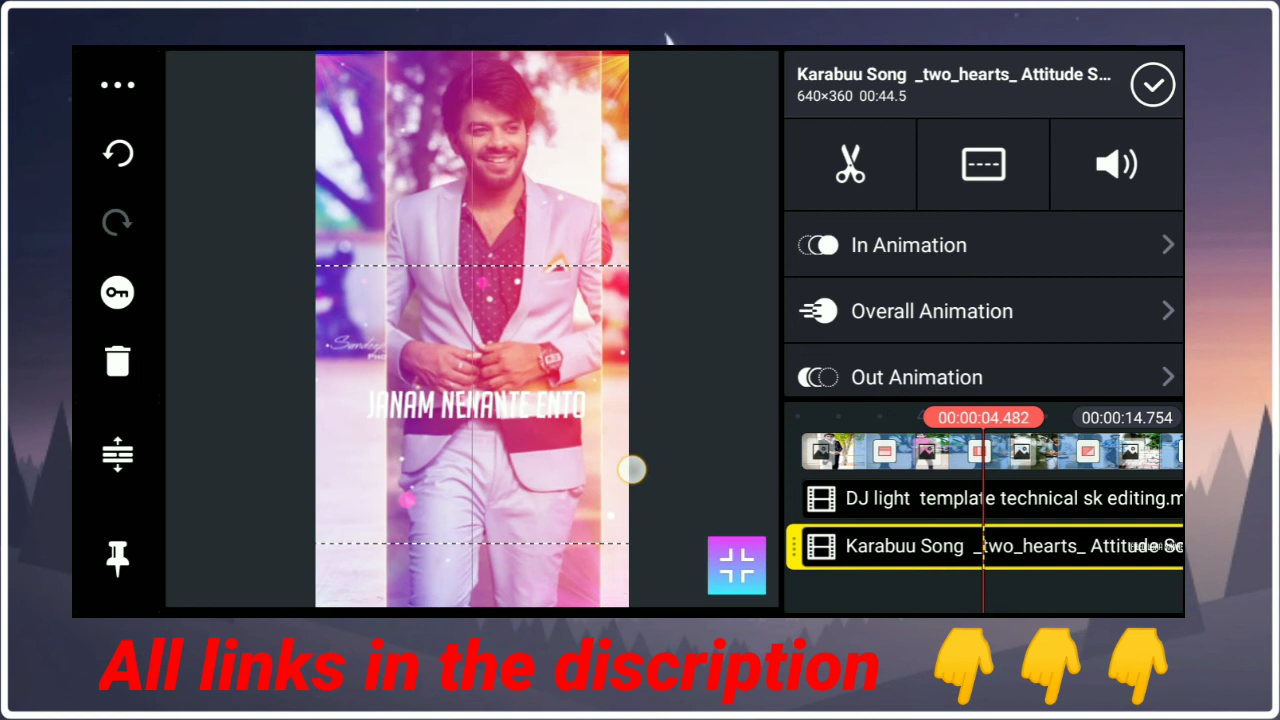 Karabuu Song _two_hearts_ Attitude S...
640×360 00:44.5
In Animation
Overall Animation
Out Animation
Sandeep
JANAM NENANTE ENTO
00:00:04.482
00:00:14.754
DJ light template technical sk editing.m
Karabuu Song _two_hearts_ Attitude So
All links in the discription 👇👇👇